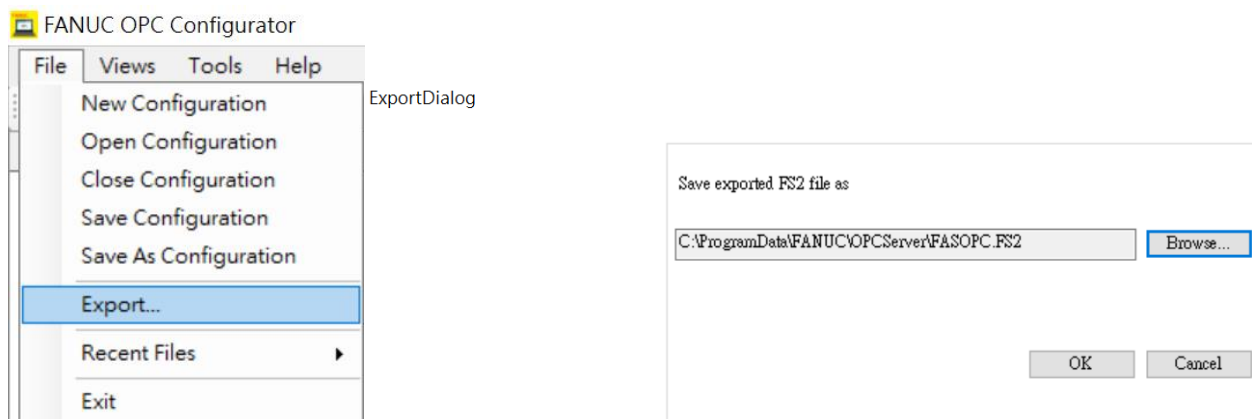 FANUC OPC Configurator
File Views Tools Help
New Configuration
Open Configuration
Close Configuration
Save Configuration
Save As Configuration
Export...
Recent Files
Exit
ExportDialog
Save exported FS2 file as
C:\ProgramData\FANUC\OPCServer\FASOPC.FS2 Browse...
OK Cancel